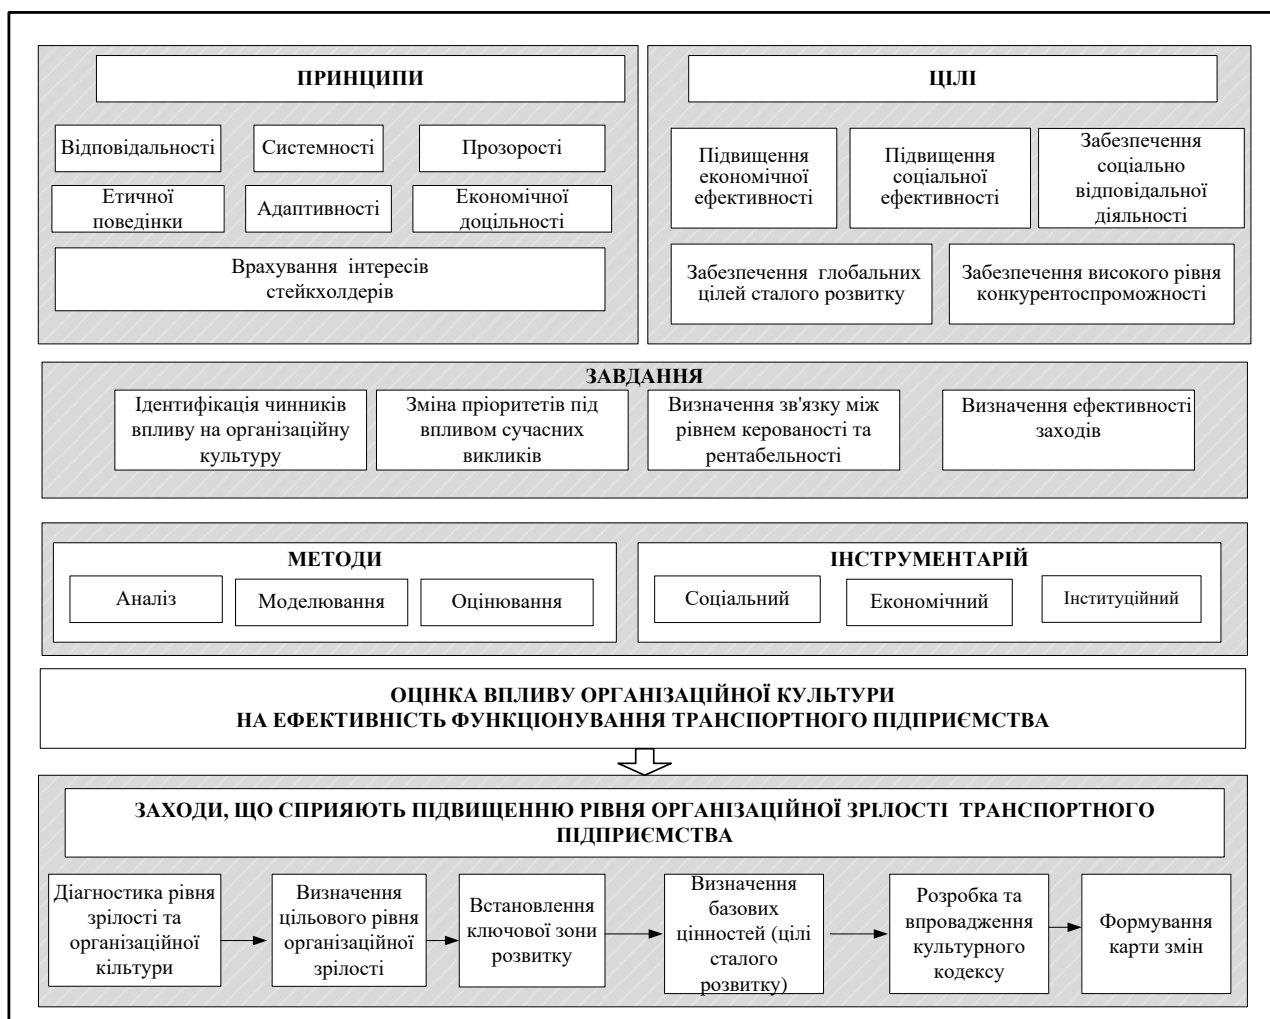 ПРИНЦИПИ
Відповідальності
Системності
Прозорості
Етичної
поведінки
Адаптивності
Економічної
доцільності
Врахування інтересів
стейкхолдерів
ЦІЛІ
Підвищення
економічної
ефективності
Підвищення
соціальної
ефективності
Забезпечення
соціально
відповідальної
діяльності
Забезпечення глобальних
цілей сталого розвитку
Забезпечення високого рівня
конкурентоспроможності
ЗАВДАННЯ
Ідентифікація чинників
впливу на організаційну
культуру
Зміна пріоритетів під
впливом сучасних
викликів
Визначення зв'язку між
рівнем керованості та
рентабельності
Визначення ефективності
заходів
МЕТОДИ
Аналіз
Моделювання
Оцінювання
ІНСТРУМЕНТАРІЙ
Соціальний
Економічний
Інституційний
ОЦІНКА ВПЛИВУ ОРГАНІЗАЦІЙНОЇ КУЛЬТУРИ
НА ЕФЕКТИВНІСТЬ ФУНКЦІОНУВАННЯ ТРАНСПОРТНОГО ПІДПРИЄМСТВА
ЗАХОДИ, ЩО СПРИЯЮТЬ ПІДВИЩЕННЮ РІВНЯ ОРГАНІЗАЦІЙНОЇ ЗРІЛОСТІ ТРАНСПОРТНОГО
ПІДПРИЄМСТВА
Діагностика рівня
зрілості та
організаційної
кільтури
Визначення
цільового рівня
організаційної
зрілості
Встановлення
ключової зони
розвитку
Визначення
базових
цінностей (цілі
сталого
розвитку)
Розробка та
впровадження
культурного
кодексу
Формування
карти змін